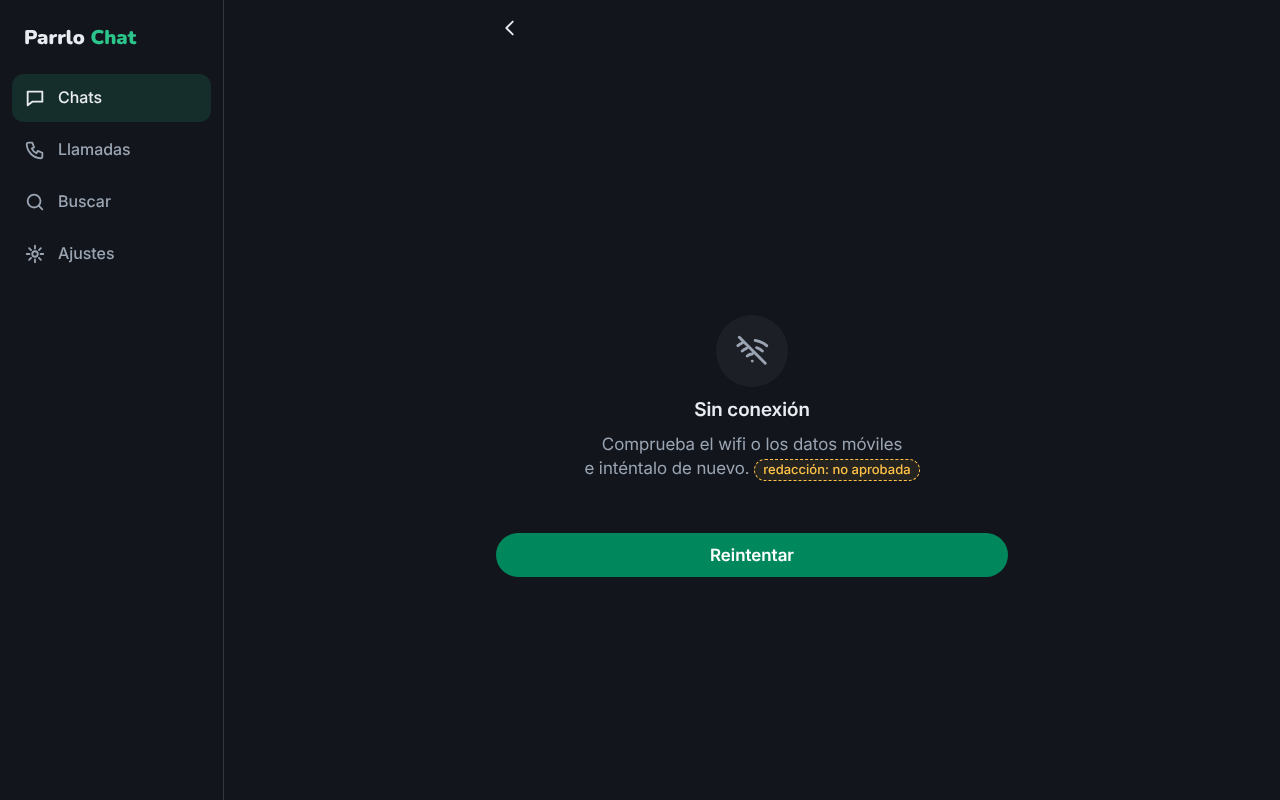 Parrlo Chat
Chats
Llamadas
Buscar
Ajustes
Sin conexión
Comprueba el wifi o los datos móviles
e inténtalo de nuevo. redacción: no aprobada
Reintentar